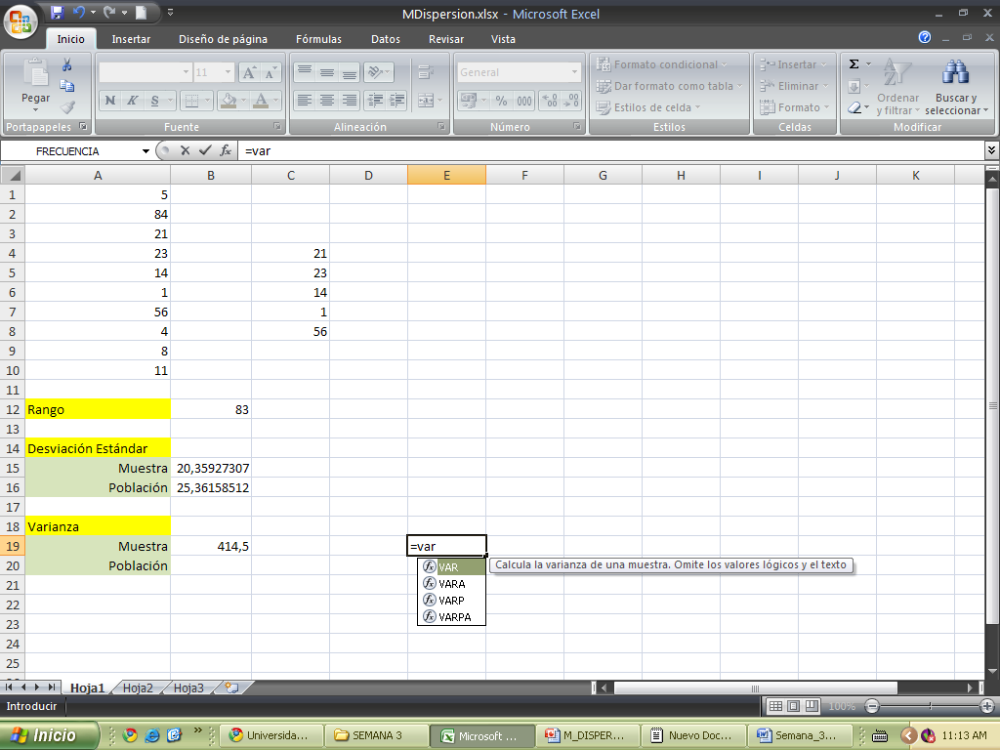 MDispersion.xlsx - Microsoft Excel
Inicio Insertar Diseño de página Fórmulas Datos Revisar Vista
Pegar
General
11
N K S
% 000
Formato condicional
Dar formato como tabla
Estilos de celda
Insertar
Eliminar
Formato
Σ
Ordenar y filtrar
Buscar y seleccionar
Portapapeles Fuente Alineación Número Estilos Celdas Modificar
FRECUENCIA fx =var
A B C D E F G H I J K
1 5
2 84
3 21
4 23 21
5 14 23
6 1 14
7 56 1
8 4 56
9 8
10 11
11
12 Rango 83
13
14 Desviación Estándar
15 Muestra 20,35927307
16 Población 25,36158512
17
18 Varianza
19 Muestra 414,5 =var
20 Población
VAR Calcula la varianza de una muestra. Omite los valores lógicos y el texto
21
VARA
22
VARP
23
VARPA
24
25
Hoja1 Hoja2 Hoja3
Introducir 100%
Inicio » Universida... SEMANA 3 Microsoft ... M_DISPER... Nuevo Doc... Semana_3... 11:13 AM